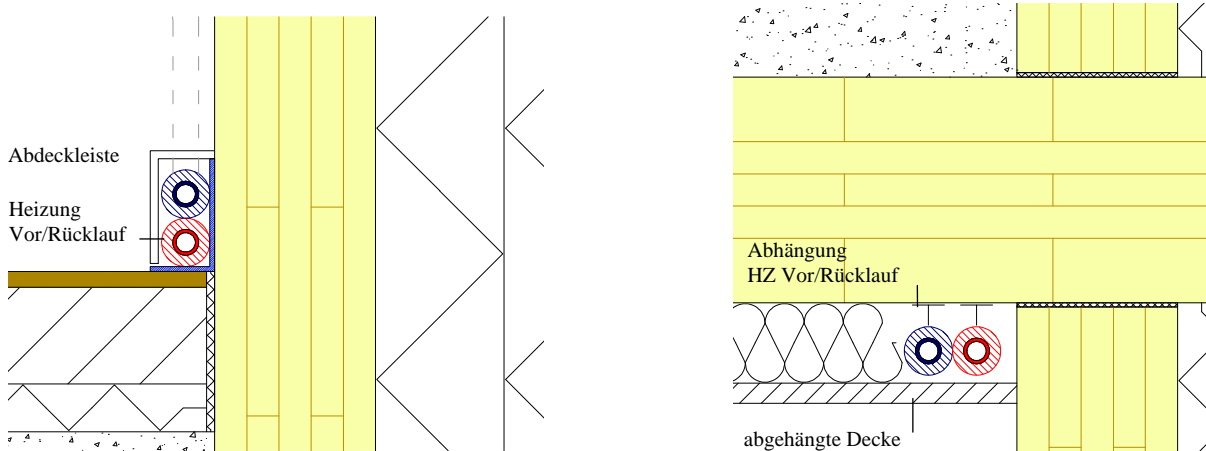 Abdeckleiste
Heizung
Vor/Rücklauf
Abhängung
HZ Vor/Rücklauf
abgehängte Decke